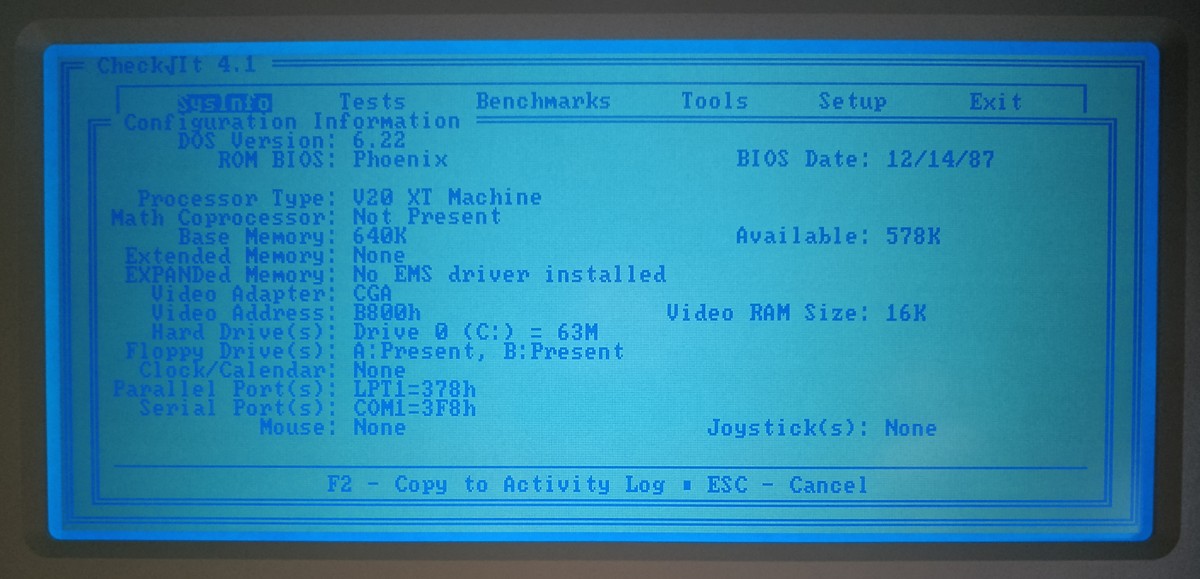 Check√It 4.1
SysInfo Tests Benchmarks Tools Setup Exit
Configuration Information
DOS Version: 6.22
ROM BIOS: Phoenix BIOS Date: 12/14/87
Processor Type: V20 XT Machine
Math Coprocessor: Not Present
Base Memory: 640K Available: 578K
Extended Memory: None
EXPANDed Memory: No EMS driver installed
Video Adapter: CGA
Video Address: B800h Video RAM Size: 16K
Hard Drive(s): Drive 0 (C:) = 63M
Floppy Drive(s): A:Present, B:Present
Clock/Calendar: None
Parallel Port(s): LPT1=378h
Serial Port(s): COM1=3F8h
Mouse: None Joystick(s): None
F2 - Copy to Activity Log ▪ ESC - Cancel